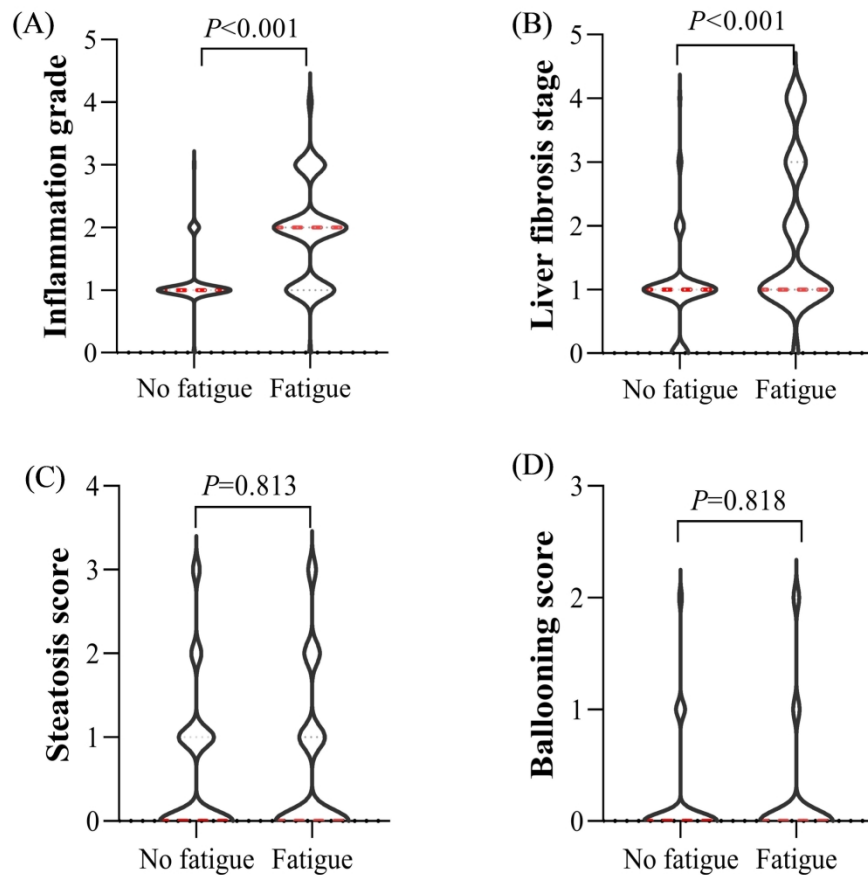 (A)
P<0.001
Inflammation grade
5
4
3
2
1
0
No fatigue Fatigue
(B)
P<0.001
Liver fibrosis stage
5
4
3
2
1
0
No fatigue Fatigue
(C)
P=0.813
Steatosis score
4
3
2
1
0
No fatigue Fatigue
(D)
P=0.818
Ballooning score
3
2
1
0
No fatigue Fatigue